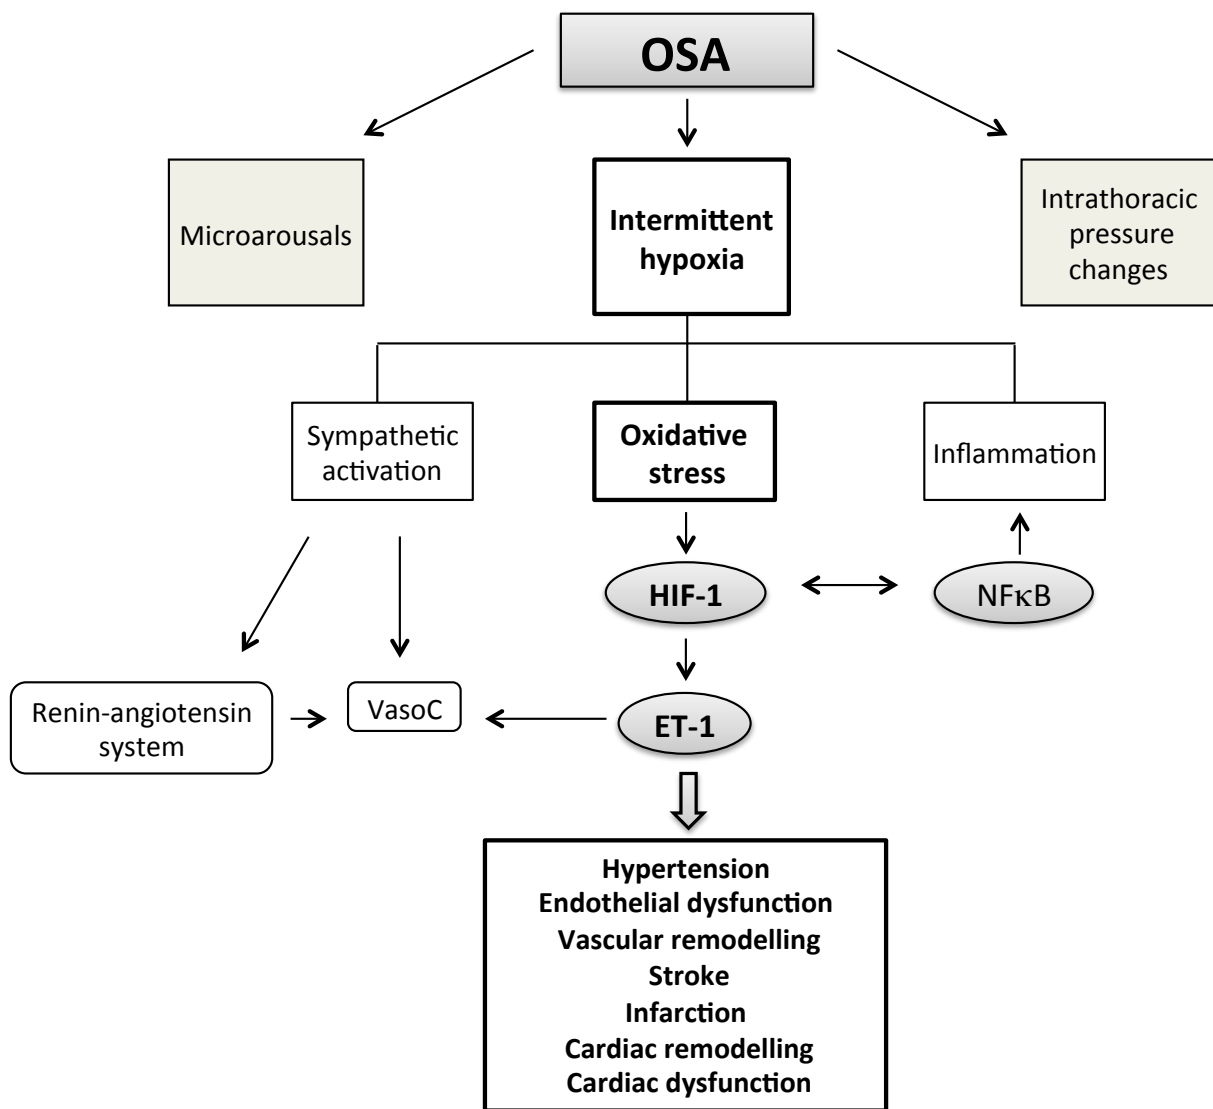 OSA
Microarousals
Intermittent
hypoxia
Intrathoracic
pressure
changes
Sympathetic
activation
Oxidative
stress
Inflammation
HIF-1
NFκB
Renin-angiotensin
system
VasoC
ET-1
Hypertension
Endothelial dysfunction
Vascular remodelling
Stroke
Infarction
Cardiac remodelling
Cardiac dysfunction